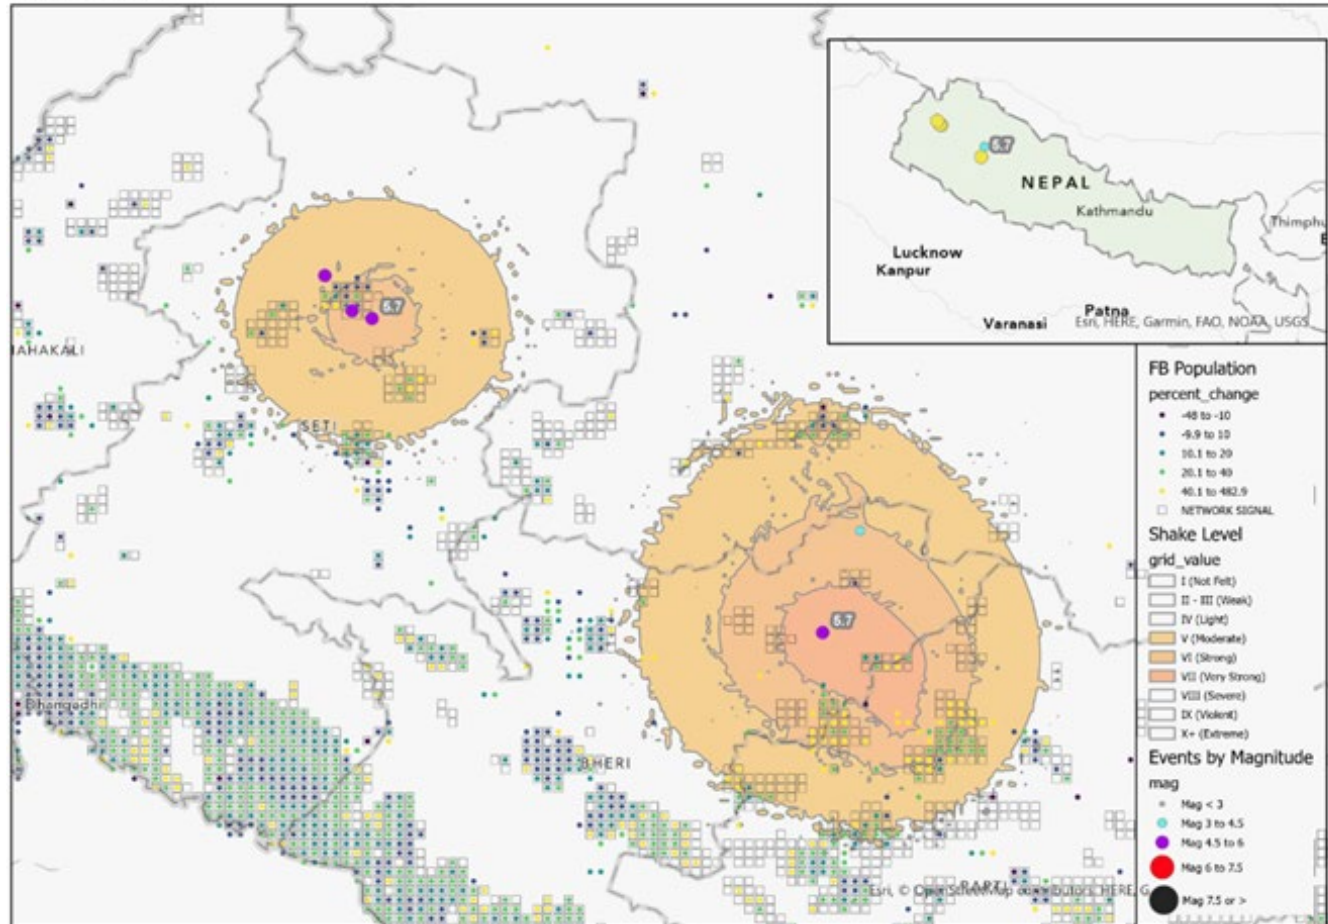 5.7
NEPAL
Kathmandu
Thimphu
Lucknow
Kanpur
Patna
Varanasi
Esri, HERE, Garmin, FAO, NOAA, USGS
5.7
AHAKALI
SETI
5.7
Dhangadhi
BHERI
RAPTI
Esri, © OpenStreetMap contributors, HERE, G
FB Population
percent_change
-48 to -10
-9.9 to 10
10.1 to 20
20.1 to 40
40.1 to 482.9
NETWORK SIGNAL
Shake Level
grid_value
I (Not Felt)
II - III (Weak)
IV (Light)
V (Moderate)
VI (Strong)
VII (Very Strong)
VIII (Severe)
IX (Violent)
X+ (Extreme)
Events by Magnitude
mag
Mag < 3
Mag 3 to 4.5
Mag 4.5 to 6
Mag 6 to 7.5
Mag 7.5 or >